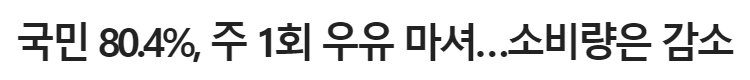 국민 80.4%, 주 1회 우유 마셔…소비량은 감소